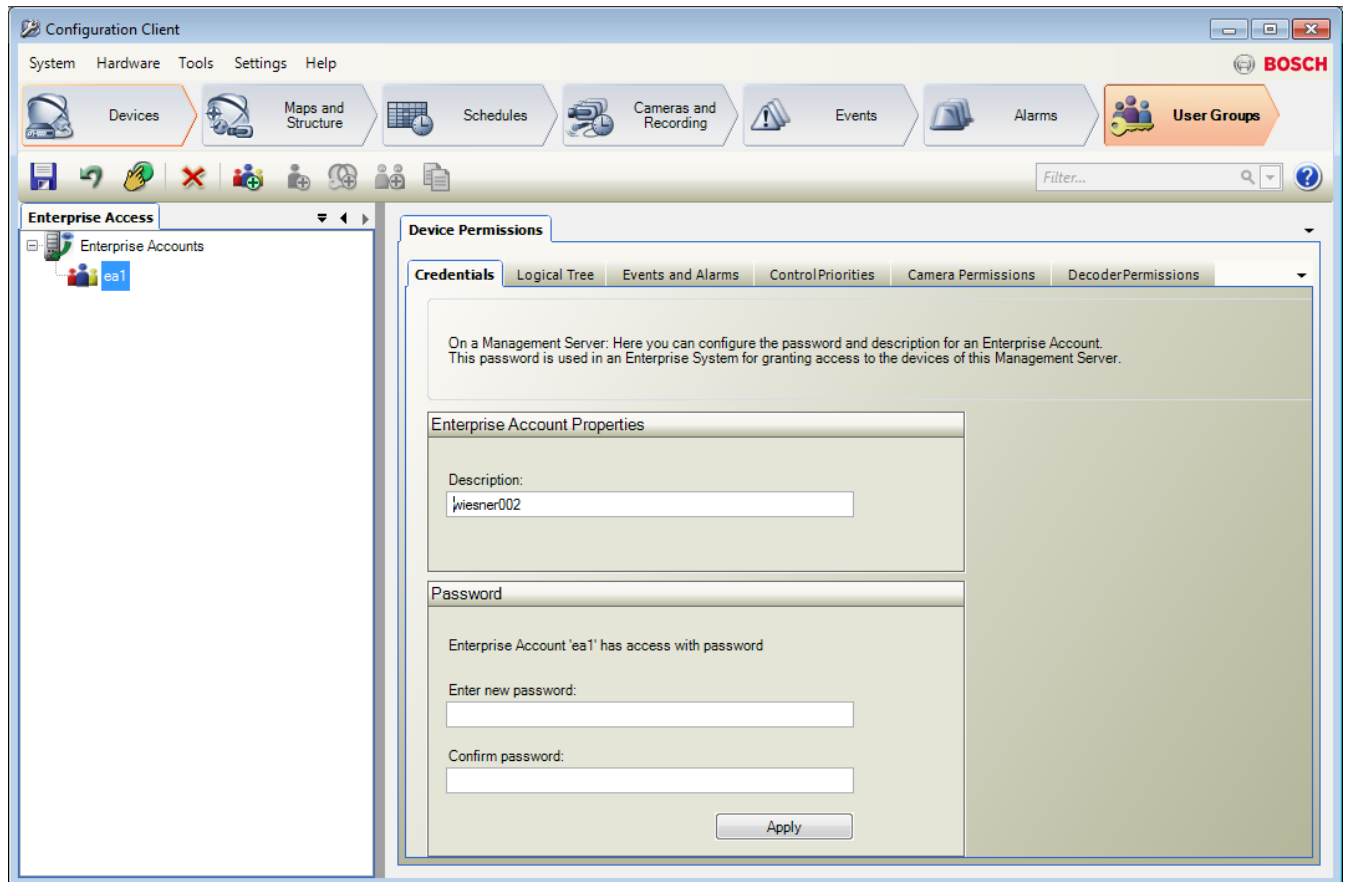 Configuration Client
System Hardware Tools Settings Help
BOSCH
Devices
Maps and
Structure
Schedules
Cameras and
Recording
Events
Alarms
User Groups
Filter...
Enterprise Access
Enterprise Accounts
ea1
Device Permissions
Credentials Logical Tree Events and Alarms Control Priorities Camera Permissions Decoder Permissions
On a Management Server: Here you can configure the password and description for an Enterprise Account.
This password is used in an Enterprise System for granting access to the devices of this Management Server.
Enterprise Account Properties
Description:
wiesner002
Password
Enterprise Account 'ea1' has access with password
Enter new password:
Confirm password:
Apply